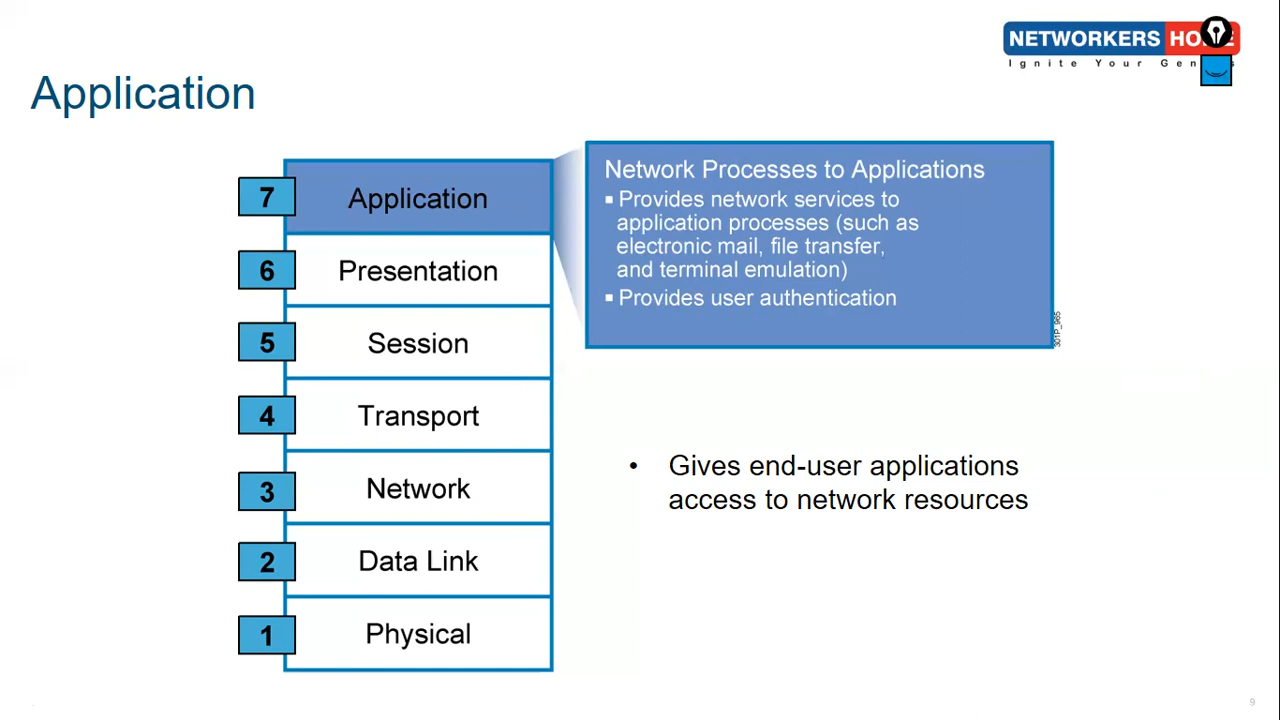 NETWORKERS HO
Ignite Your Gen s
Application
7 Application
6 Presentation
5 Session
4 Transport
3 Network
2 Data Link
1 Physical
Network Processes to Applications
▪ Provides network services to
application processes (such as
electronic mail, file transfer,
and terminal emulation)
▪ Provides user authentication
301P_965
• Gives end-user applications
access to network resources
9